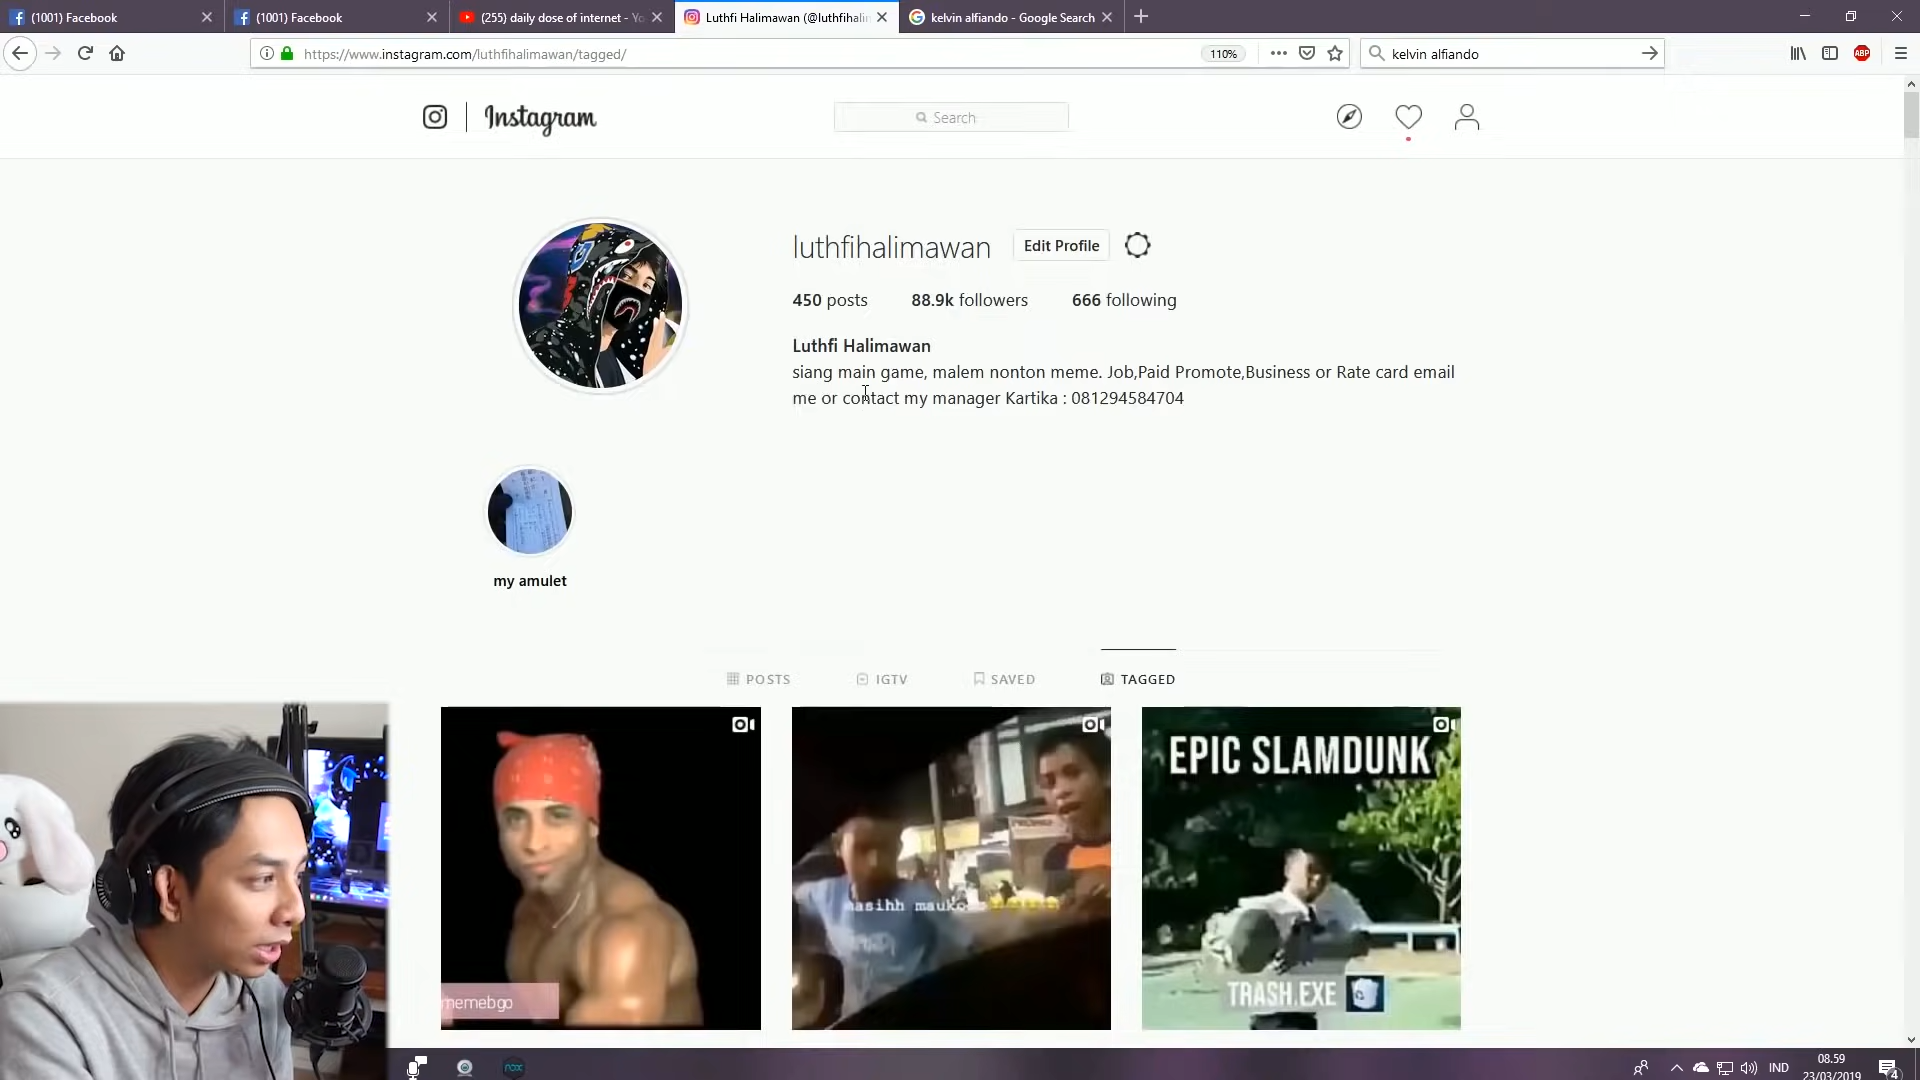 (1001) Facebook
(1001) Facebook
(255) daily dose of internet - Yo
Luthfi Halimawan (@luthfihalim
kelvin alfiando - Google Search
https://www.instagram.com/luthfihalimawan/tagged/
110%
kelvin alfiando
ABP
Instagram
Search
luthfihalimawan
Edit Profile
450 posts
88.9k followers
666 following
Luthfi Halimawan
siang main game, malem nonton meme. Job,Paid Promote,Business or Rate card email
me or contact my manager Kartika : 081294584704
my amulet
POSTS
IGTV
SAVED
TAGGED
EPIC SLAMDUNK
masihh mauko
memebgo
TRASH.EXE
nox
IND
08.59
23/03/2019
4